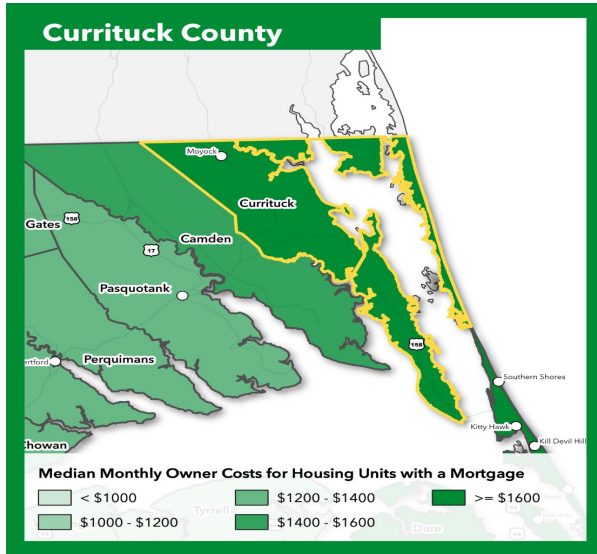 Currituck County
Moyock
Currituck
Gates
158
Camden
17
Pasquotank
rtford
Perquimans
158
Southern Shores
Kitty Hawk
Kill Devil Hill
Chowan
Median Monthly Owner Costs for Housing Units with a Mortgage
< $1000
$1200 - $1400
>= $1600
$1000 - $1200
$1400 - $1600
Tyrrell
Dare